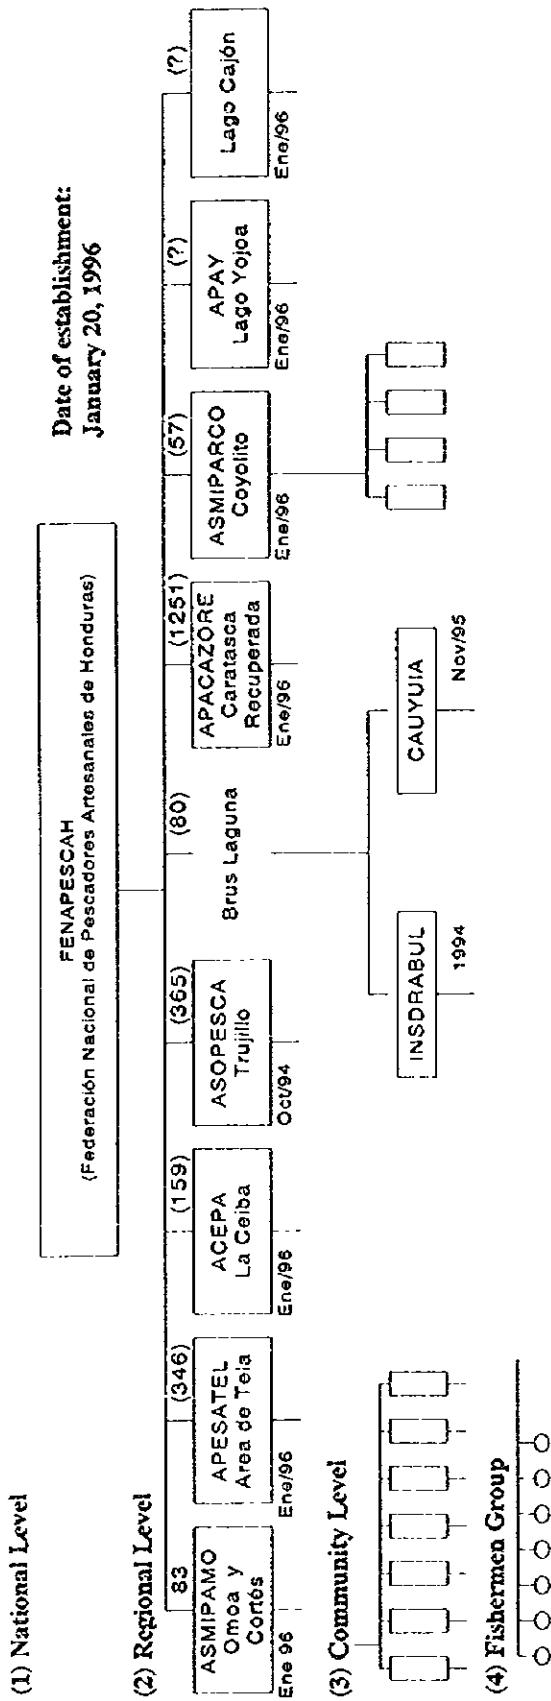 (1) National Level
FENAPESCAH
(Federación Nacional de Pescadores Artesanales de Honduras)
Date of establishment:
January 20, 1996
(2) Regional Level
83
ASMIPAMO
Omoa y
Cortés
Ene 96
(346)
APESATEL
Area de Tela
Ene/96
(159)
ACEPA
La Ceiba
Ene/96
(365)
ASOPESCA
Trujillo
Oct/94
(80)
Brus Laguna
(1251)
APACAZORE
Caratasca
Recuperada
Ene/96
(57)
ASMIPARCO
Coyolito
Ene/96
(?)
APAY
Lago Yojoa
Ene/96
(?)
Lago Cajón
Ene/96
(3) Community Level
INSDRABUL
1994
CAUYUIA
Nov/95
(4) Fishermen Group